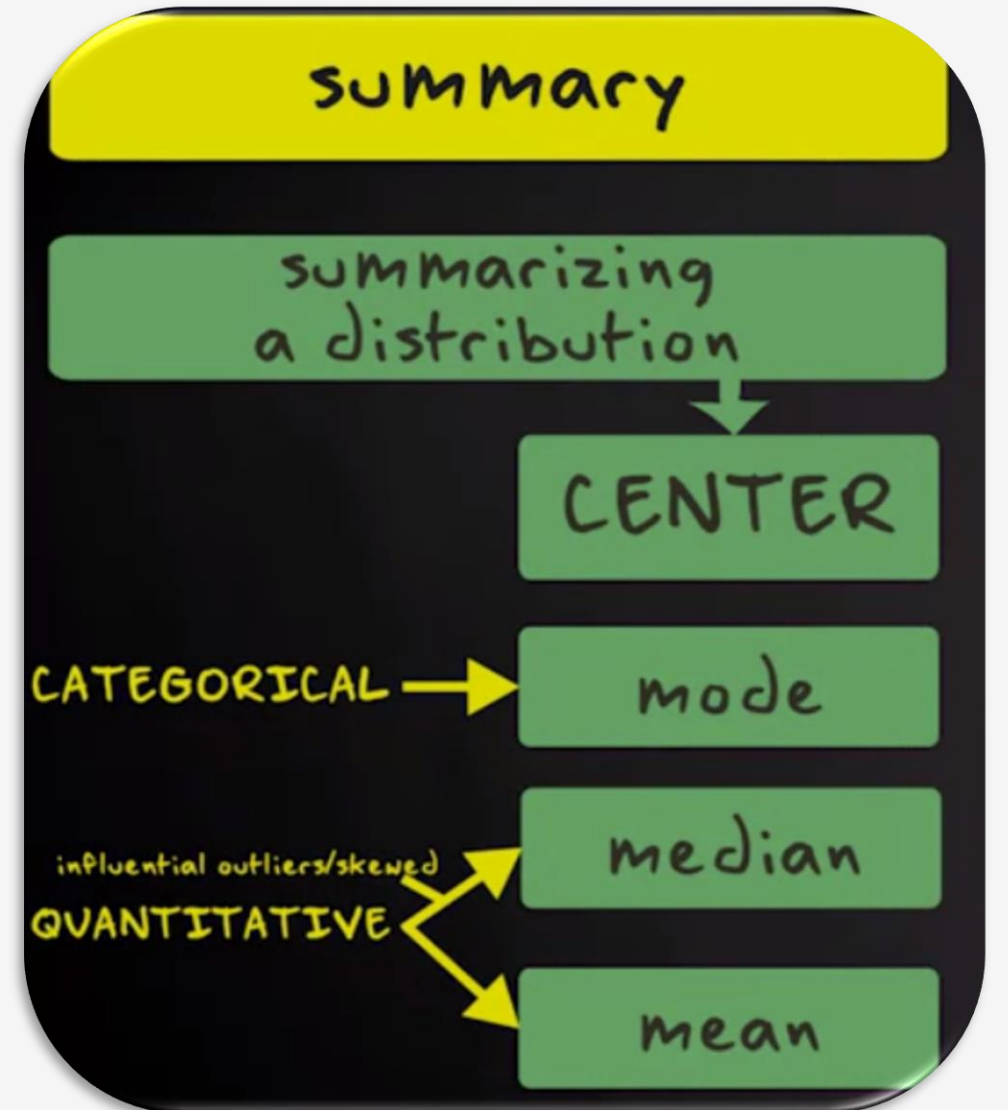 summary
summarizing
a distribution
CENTER
CATEGORICAL
mode
median
influential outliers/skewed
QUANTITATIVE
mean